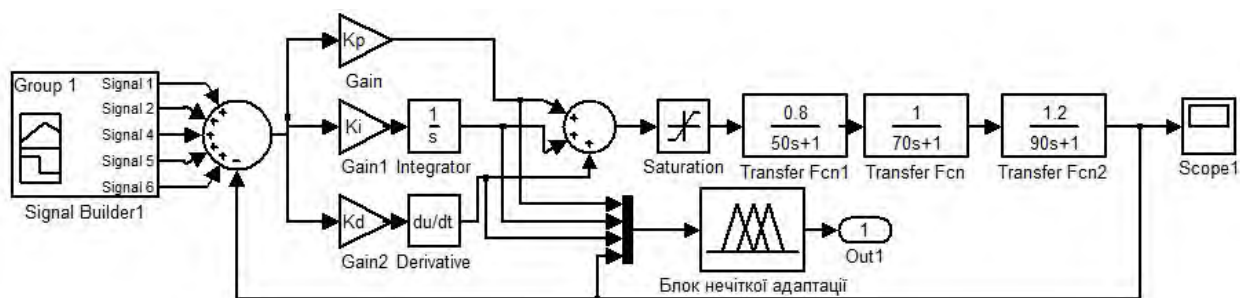 Group 1
Signal 1
Signal 2
Signal 4
Signal 5
Signal 6
Signal Builder1
Kp
Gain
Ki
Gain1
1
s
Integrator
Kd
Gain2
du/dt
Derivative
Saturation
0.8
50s+1
Transfer Fcn1
1
70s+1
Transfer Fcn
1.2
90s+1
Transfer Fcn2
Scope1
Блок нечіткої адаптації
1
Out1